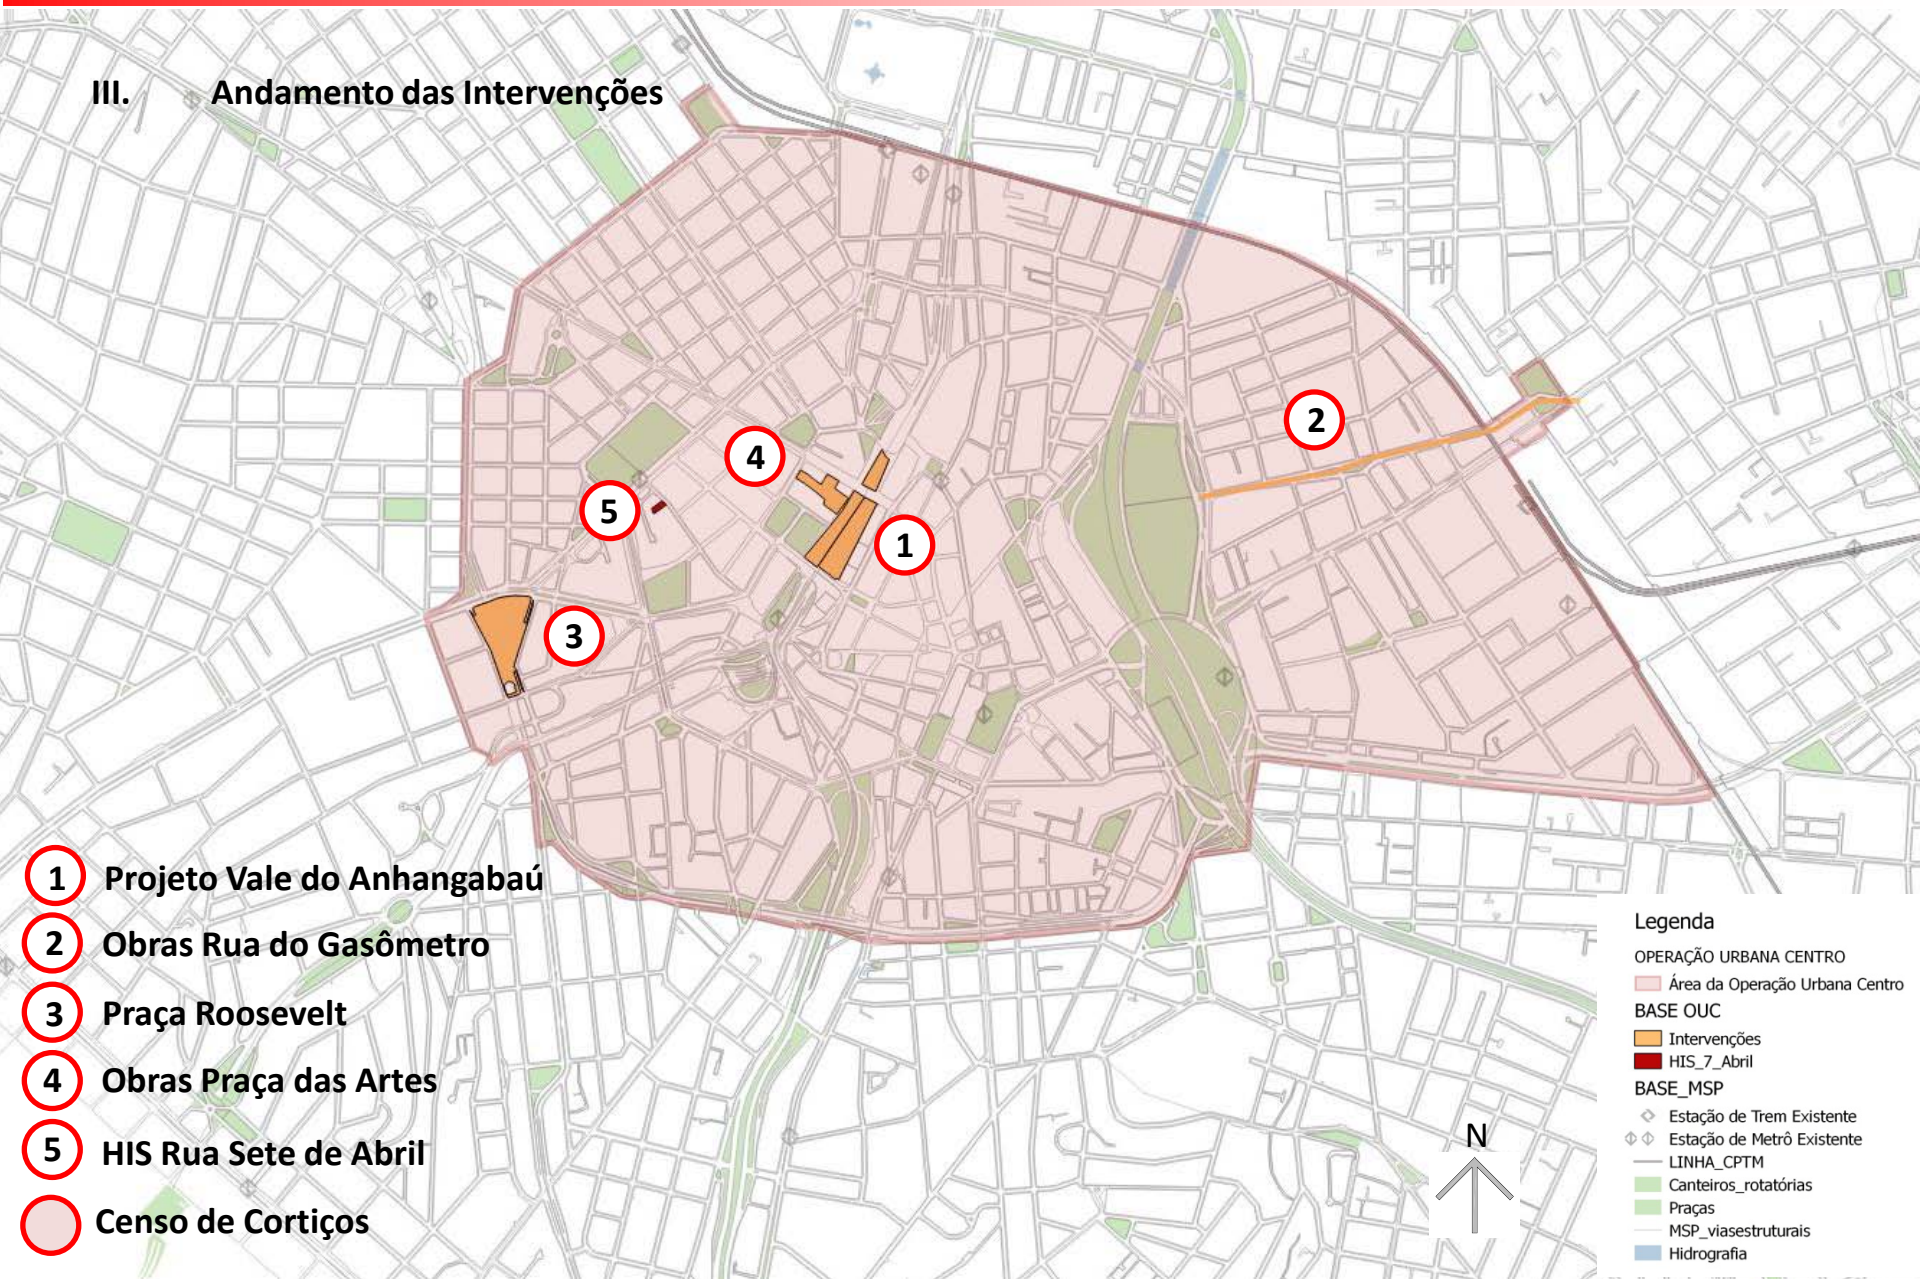 III. Andamento das Intervenções
2
4
5
1
3
1 Projeto Vale do Anhangabaú
2 Obras Rua do Gasômetro
3 Praça Roosevelt
4 Obras Praça das Artes
5 HIS Rua Sete de Abril
Censo de Cortiços
N
Legenda
OPERAÇÃO URBANA CENTRO
Área da Operação Urbana Centro
BASE OUC
Intervenções
HIS_7_Abril
BASE_MSP
Estação de Trem Existente
Estação de Metrô Existente
LINHA_CPTM
Canteiros_rotatórias
Praças
MSP_viasestruturais
Hidrografia